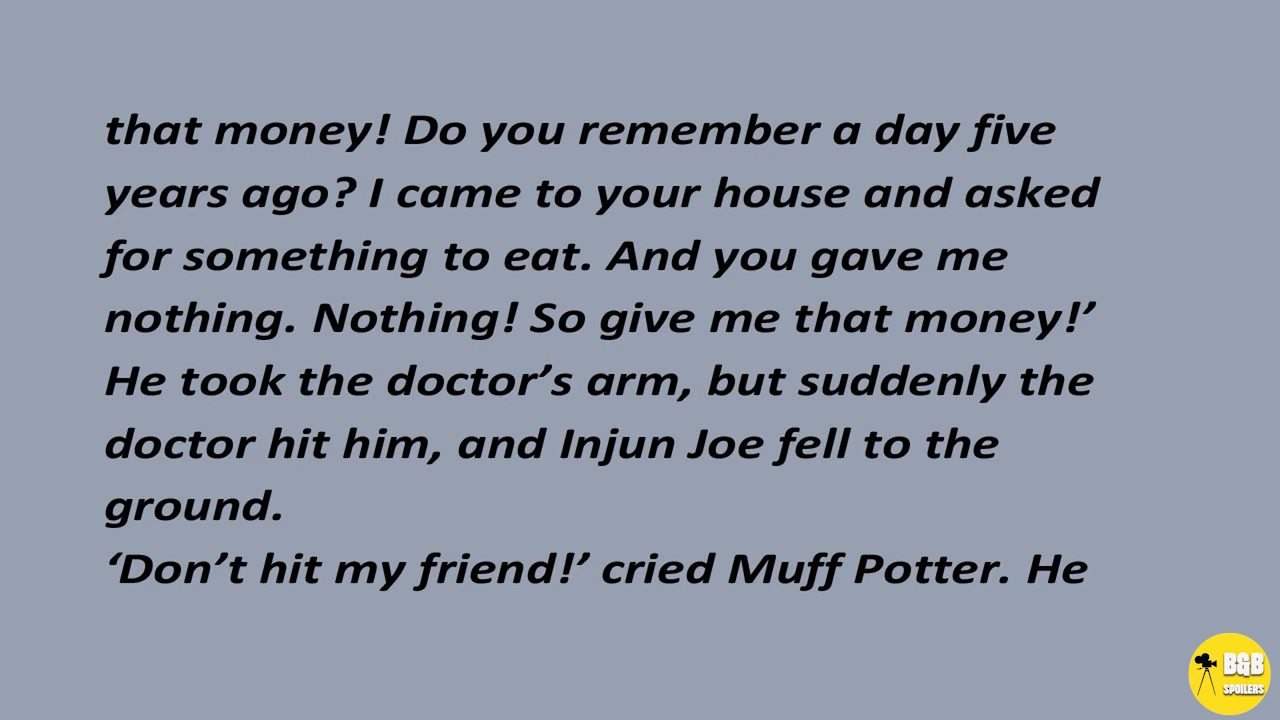 that money! Do you remember a day five
years ago? I came to your house and asked
for something to eat. And you gave me
nothing. Nothing! So give me that money!’
He took the doctor’s arm, but suddenly the
doctor hit him, and Injun Joe fell to the
ground.
‘Don’t hit my friend!’ cried Muff Potter. He
B&B
SPOILERS